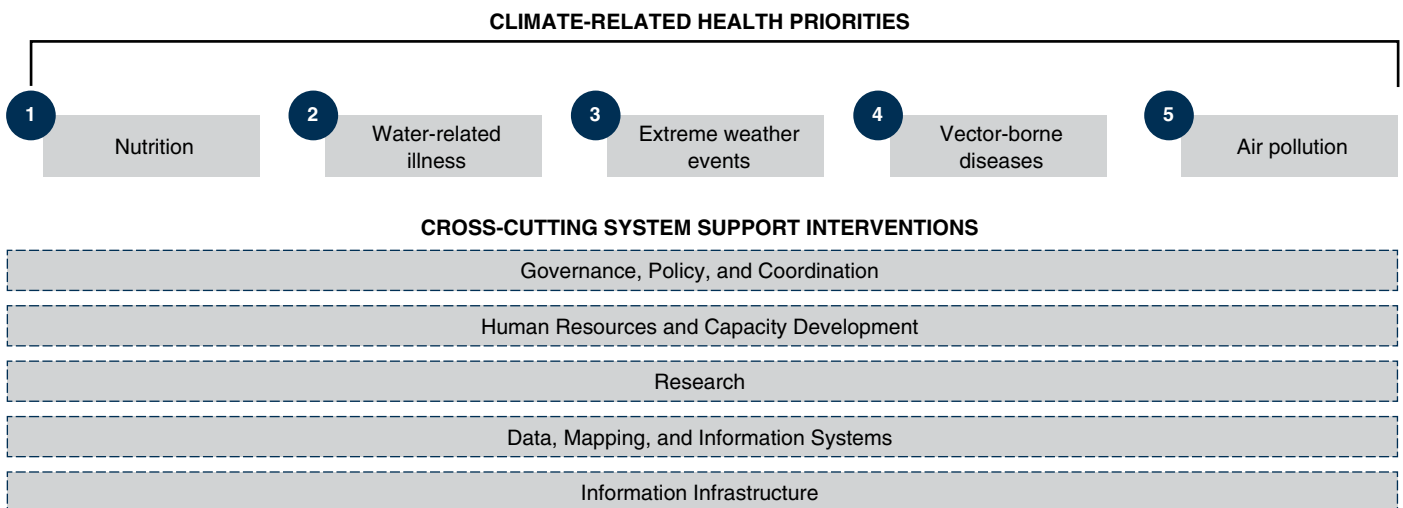 CLIMATE-RELATED HEALTH PRIORITIES
1
Nutrition
2
Water-related
illness
3
Extreme weather
events
4
Vector-borne
diseases
5
Air pollution
CROSS-CUTTING SYSTEM SUPPORT INTERVENTIONS
Governance, Policy, and Coordination
Human Resources and Capacity Development
Research
Data, Mapping, and Information Systems
Information Infrastructure